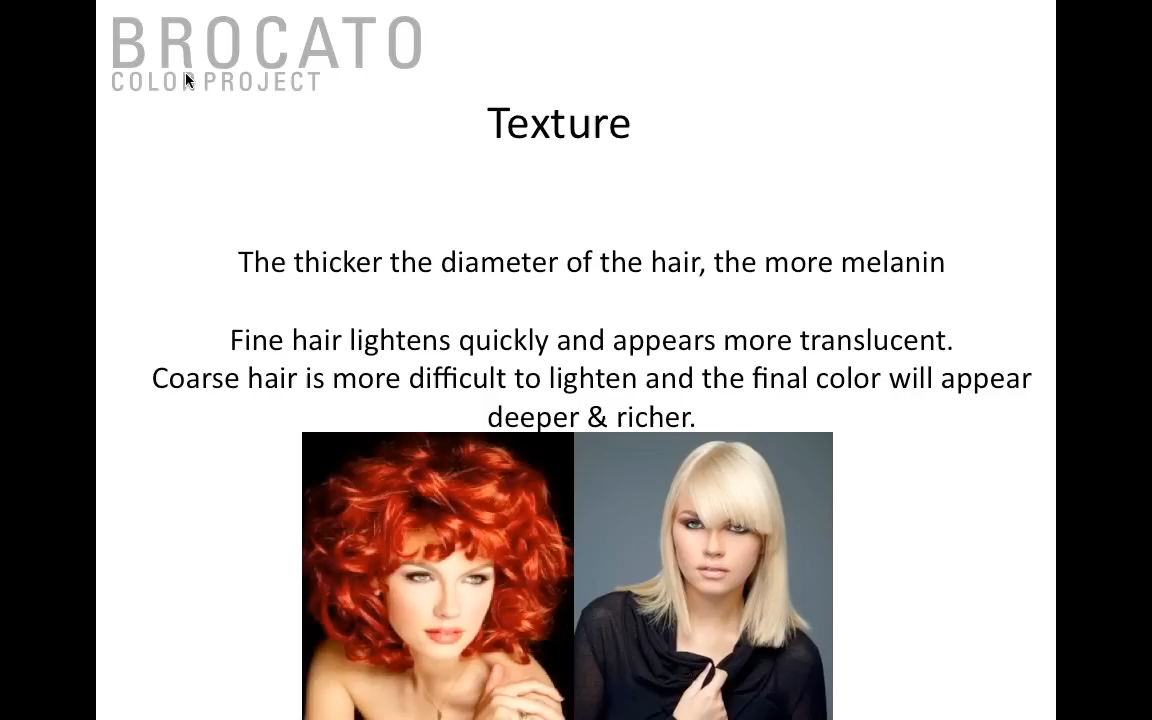 BROCATO
COLOR PROJECT
Texture
The thicker the diameter of the hair, the more melanin
Fine hair lightens quickly and appears more translucent.
Coarse hair is more difficult to lighten and the final color will appear
deeper & richer.